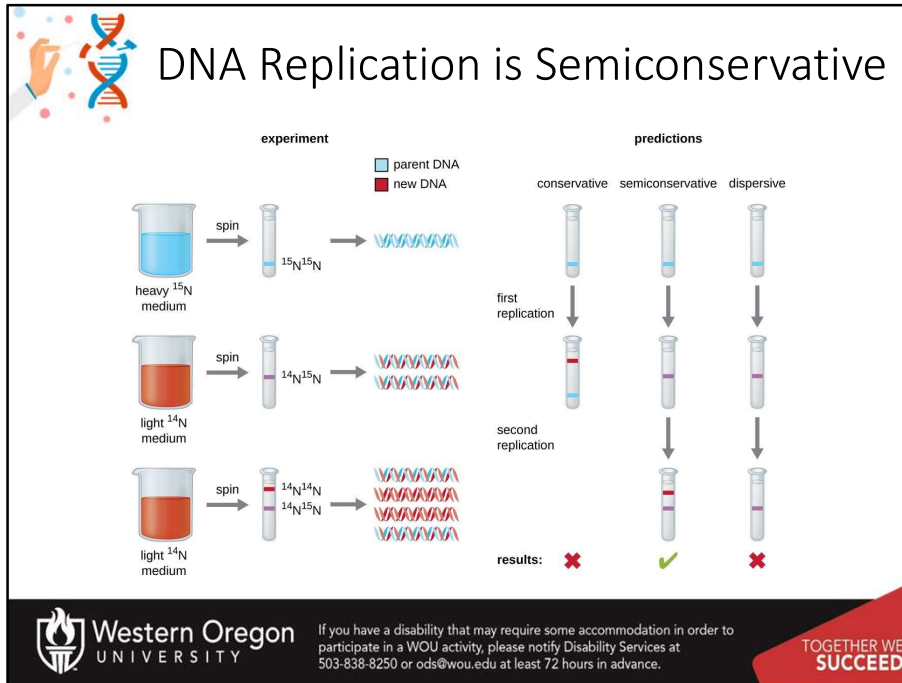 DNA Replication is Semiconservative
experiment
parent DNA
new DNA
spin
¹⁵N¹⁵N
heavy ¹⁵N
medium
spin
¹⁴N¹⁵N
light ¹⁴N
medium
spin
¹⁴N¹⁴N
¹⁴N¹⁵N
light ¹⁴N
medium
predictions
conservative semiconservative dispersive
first
replication
second
replication
results:
Western Oregon
UNIVERSITY
If you have a disability that may require some accommodation in order to
participate in a WOU activity, please notify Disability Services at
503-838-8250 or ods@wou.edu at least 72 hours in advance.
TOGETHER WE
SUCCEED